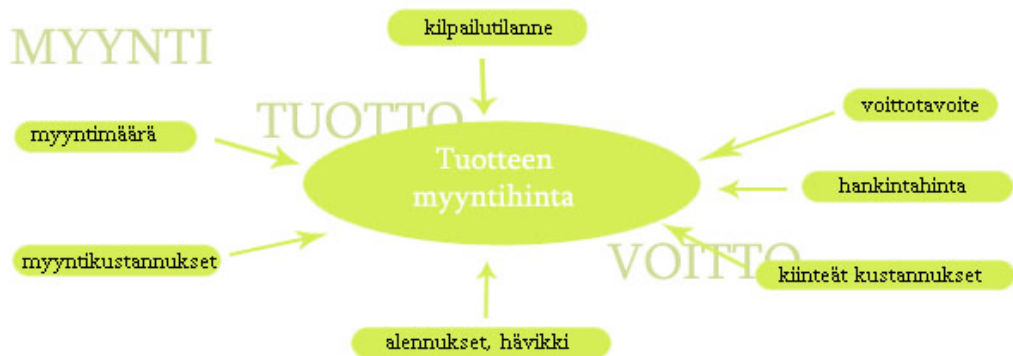 MYYNTI
kilpailutilanne
TUOTTO
voittotavoite
myyntimäärä
Tuotteen
myyntihinta
hankintahinta
myyntikustannukset
VOITTO
kiinteät kustannukset
alennukset, hävikki